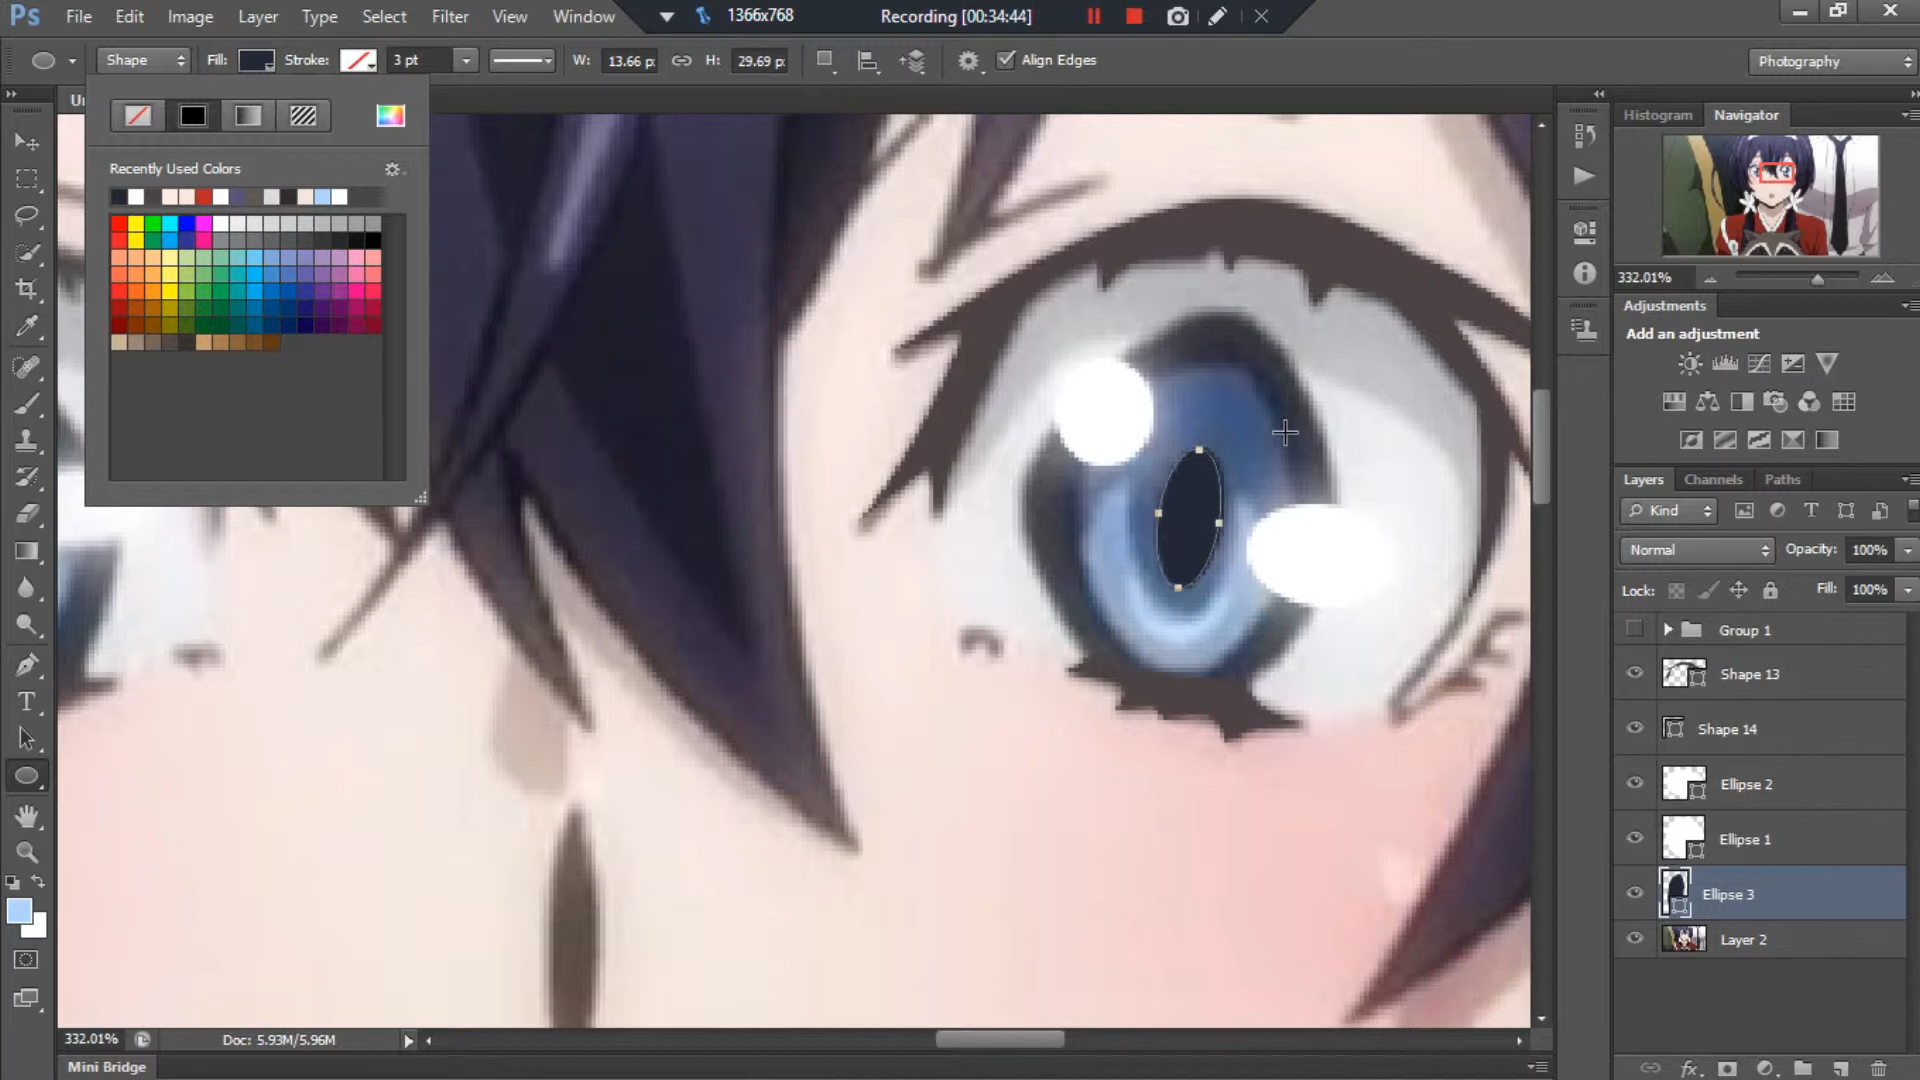 Ps File Edit Image Layer Type Select Filter View Window
1366x768 Recording [00:34:44]
Shape Fill: Stroke: 3 pt W: 13.66 p H: 29.69 p Align Edges Photography
Un
Histogram Navigator
Recently Used Colors
332.01%
Adjustments
Add an adjustment
Layers Channels Paths
Kind
Normal Opacity: 100%
Lock: Fill: 100%
Group 1
Shape 13
Shape 14
Ellipse 2
Ellipse 1
Ellipse 3
Layer 2
332.01% Doc: 5.93M/5.96M
Mini Bridge